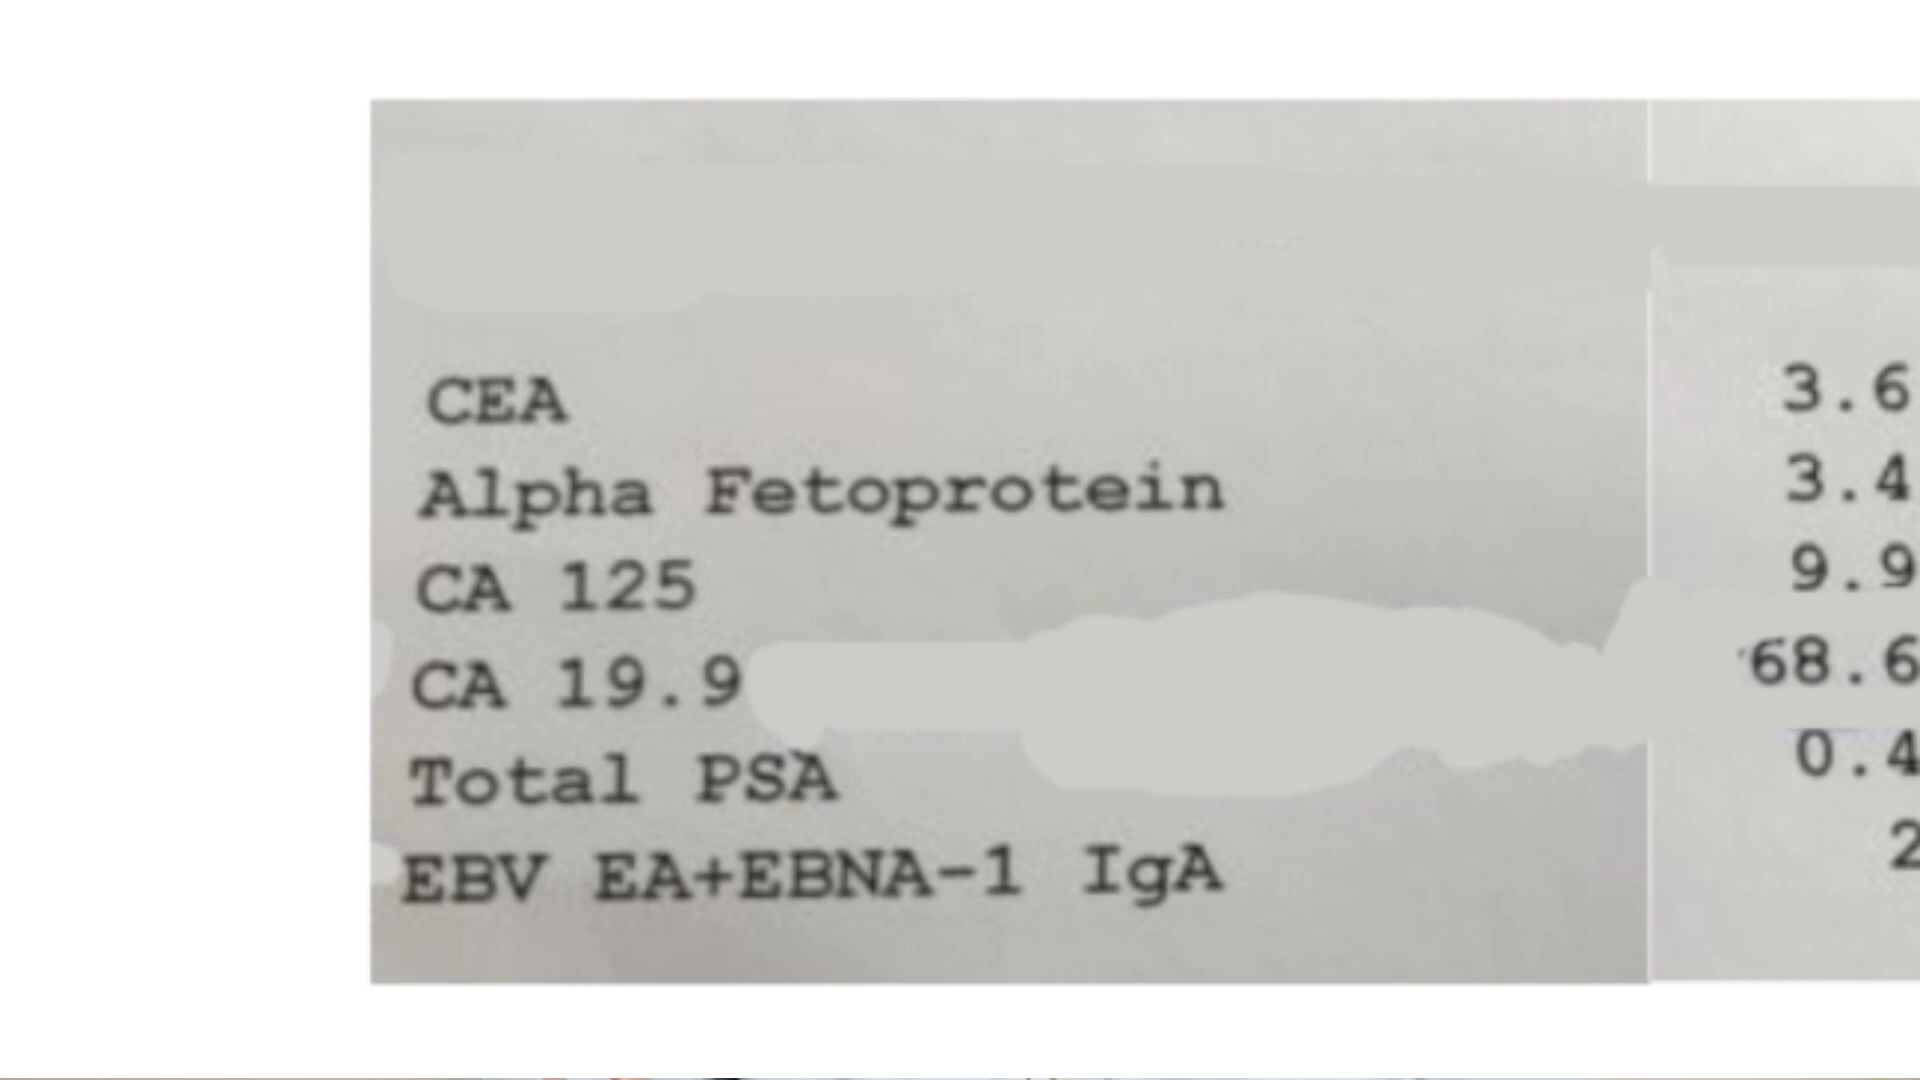 CEA 3.6
Alpha Fetoprotein 3.4
CA 125 9.9
CA 19.9 68.6
Total PSA 0.4
EBV EA+EBNA-1 IgA 2